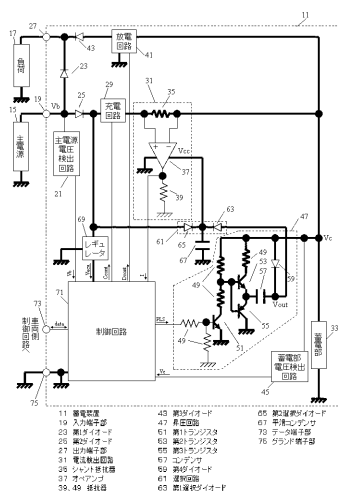 11
27
17
負荷
43
放電
回路
41
23
29
31
35
19
Vb
25
充電
回路
15
主電源
主電源
電圧
検出
回路
21
Vcc
37
39
63
47
69
61
65
67
Vc
レギュ
レータ
49
53
57
59
Vout
73
車両側
制御回路
71
data
制御回路
49
49
51
55
蓄電部
33
Vc
蓄電部
電圧検出
回路
45
75
11 蓄電装置
19 入力端子部
23 第1ダイオード
25 第2ダイオード
27 出力端子部
31 電流検出回路
35 シャント抵抗器
37 オペアンプ
39、49 抵抗器
43 第3ダイオード
47 昇圧回路
51 第1トランジスタ
53 第2トランジスタ
55 第3トランジスタ
57 コンデンサ
59 第4ダイオード
61 選択回路
63 第1選択ダイオード
65 第2選択ダイオード
67 平滑コンデンサ
73 データ端子部
75 グランド端子部